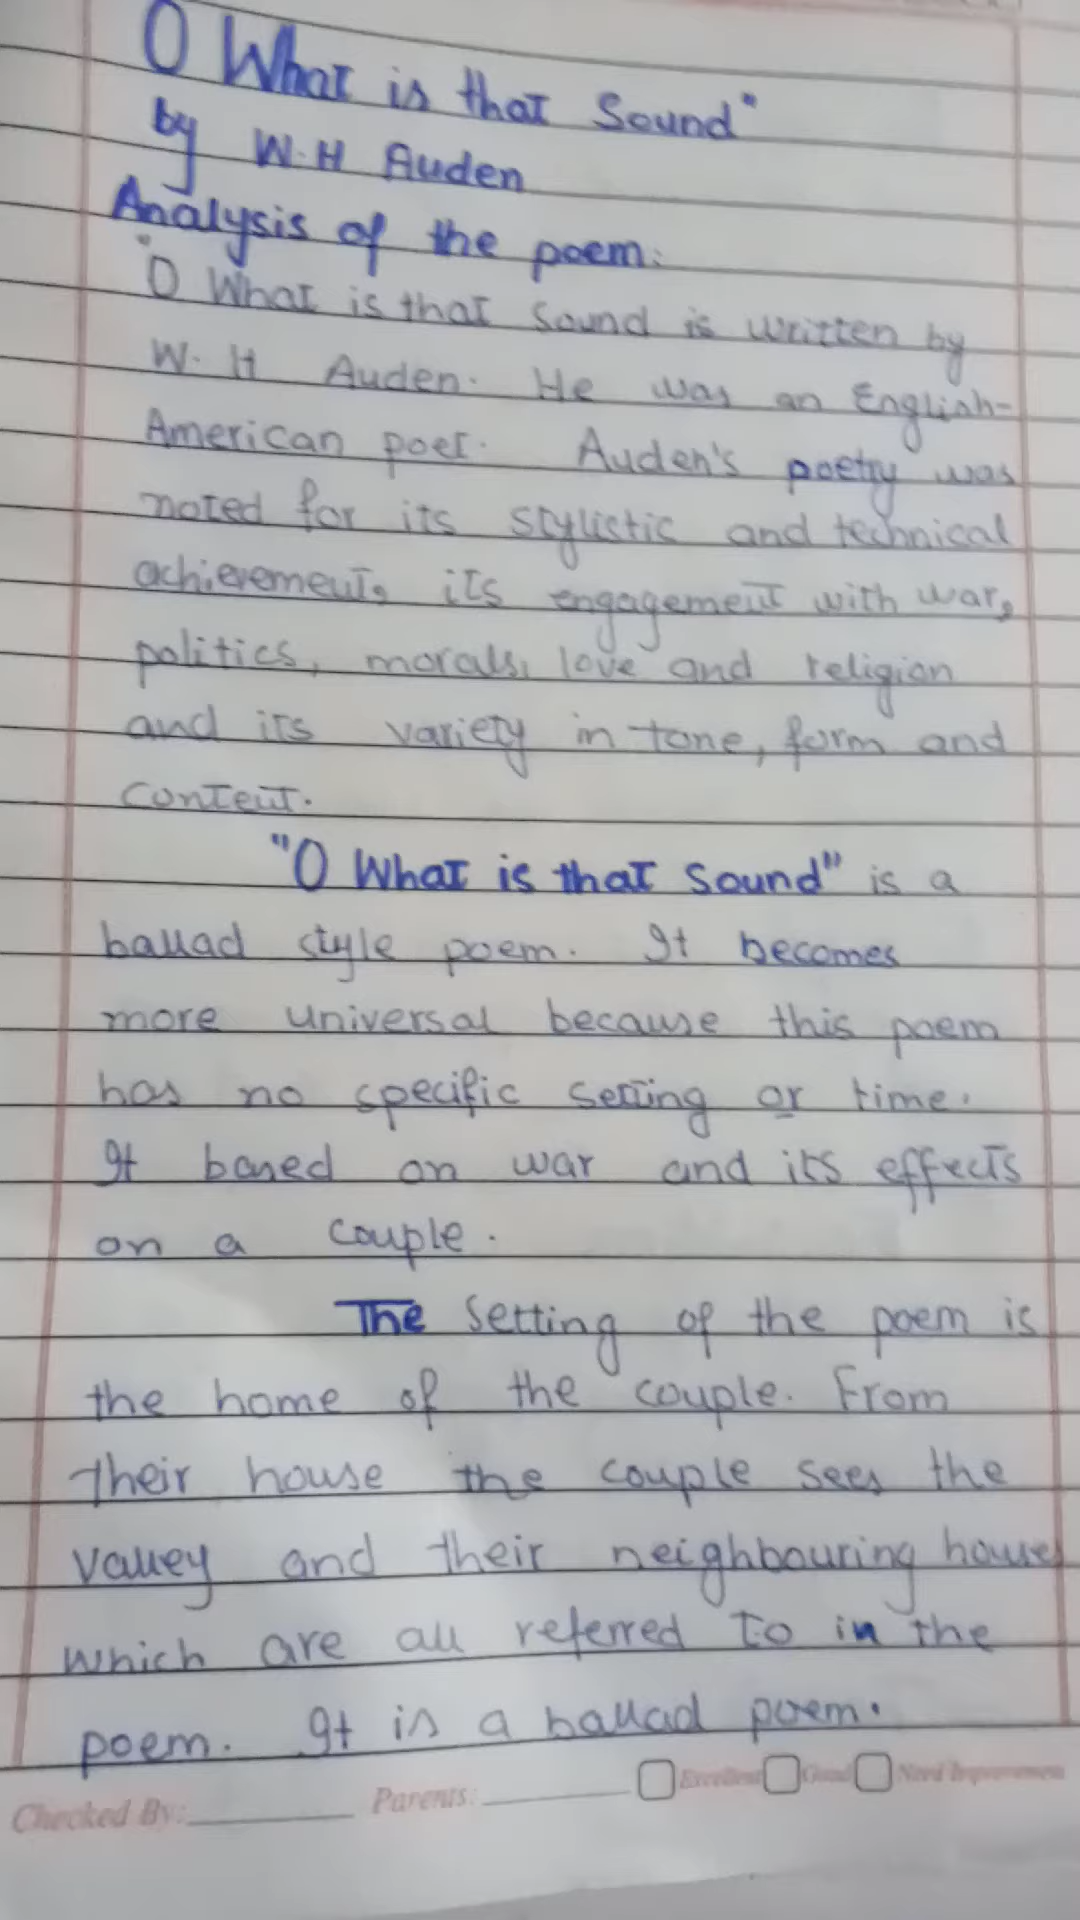 O What is that Sound"
by W.H Auden
Analysis of the poem:
"O What is that Sound is written by
W. H Auden. He was an English-
American poet. Auden's poetry was
noted for its stylistic and technical
achievement, its engagement with war,
politics, morals, love and religion
and its variety in tone, form and
content.
"O What is that Sound" is a
ballad style poem. It becomes
more universal because this poem
has no specific setting or time.
It based on war and its effects
on a couple.
The setting of the poem is
the home of the couple. From
their house the couple sees the
valley and their neighbouring house
which are all referred to in the
poem. It is a ballad poem.
Checked By: Parents: Excellent Good Need Improvement